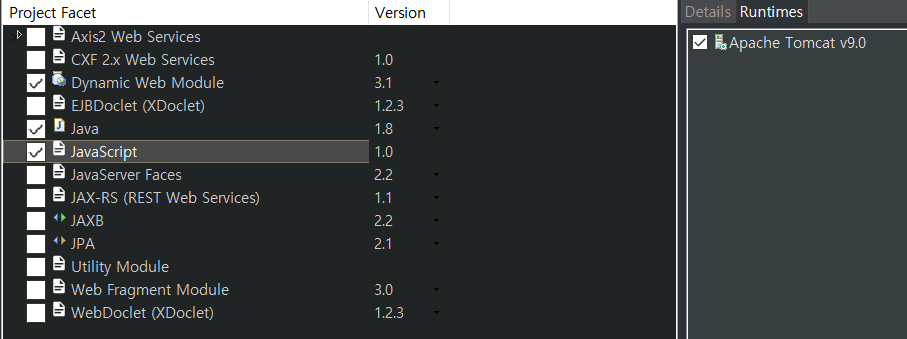 Project Facet Version Details Runtimes
Axis2 Web Services Apache Tomcat v9.0
CXF 2.x Web Services 1.0
Dynamic Web Module 3.1
EJBDoclet (XDoclet) 1.2.3
Java 1.8
JavaScript 1.0
JavaServer Faces 2.2
JAX-RS (REST Web Services) 1.1
JAXB 2.2
JPA 2.1
Utility Module
Web Fragment Module 3.0
WebDoclet (XDoclet) 1.2.3